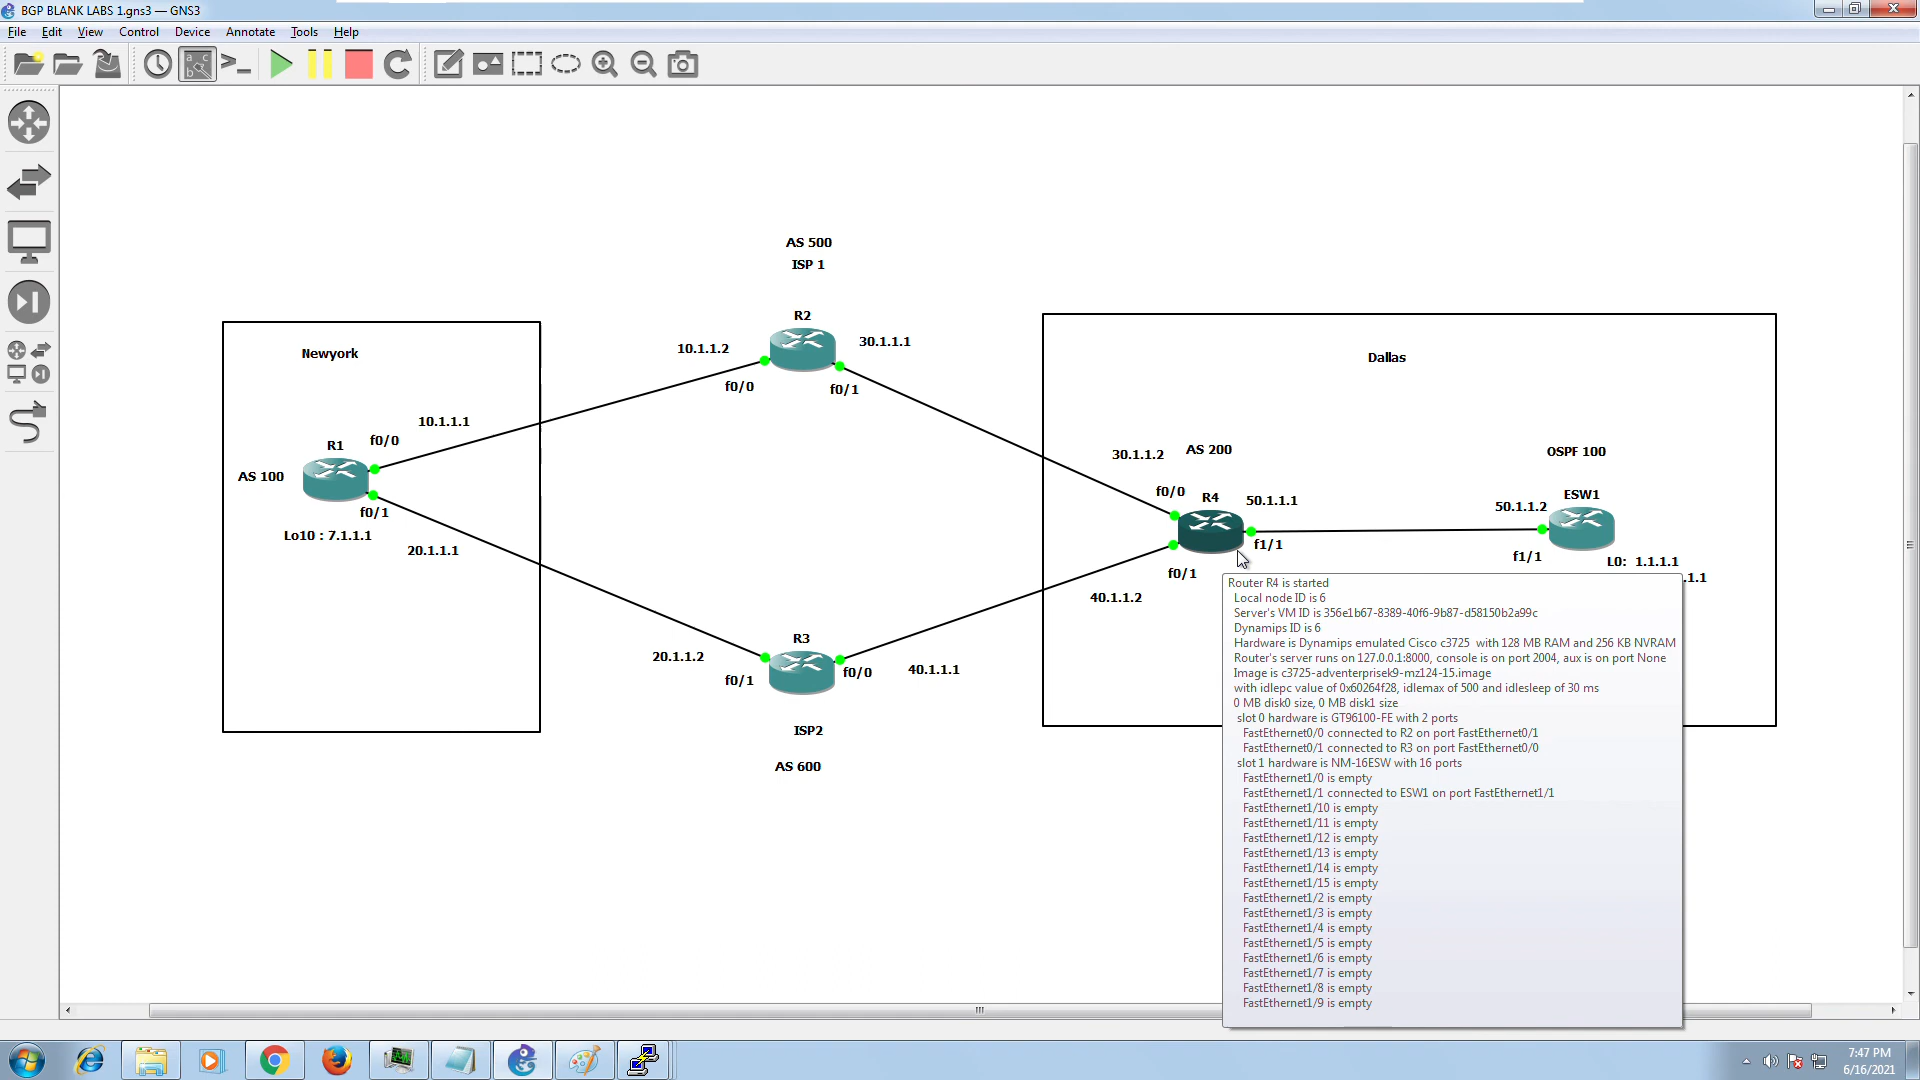 BGP BLANK LABS 1.gns3 — GNS3
File Edit View Control Device Annotate Tools Help
AS 500
ISP 1
R2
10.1.1.2
30.1.1.1
f0/0
f0/1
Newyork
10.1.1.1
R1
f0/0
AS 100
f0/1
Lo10 : 7.1.1.1
20.1.1.1
Dallas
30.1.1.2
AS 200
OSPF 100
f0/0
R4
50.1.1.1
50.1.1.2
ESW1
f1/1
f0/1
f1/1
L0: 1.1.1.1
.1.1
40.1.1.2
R3
20.1.1.2
f0/1
f0/0
40.1.1.1
ISP2
AS 600
Router R4 is started
Local node ID is 6
Server's VM ID is 356e1b67-8389-40f6-9b87-d58150b2a99c
Dynamips ID is 6
Hardware is Dynamips emulated Cisco c3725 with 128 MB RAM and 256 KB NVRAM
Router's server runs on 127.0.0.1:8000, console is on port 2004, aux is on port None
Image is c3725-adventerprisek9-mz124-15.image
with idlepc value of 0x60264f28, idlemax of 500 and idlesleep of 30 ms
0 MB disk0 size, 0 MB disk1 size
slot 0 hardware is GT96100-FE with 2 ports
FastEthernet0/0 connected to R2 on port FastEthernet0/1
FastEthernet0/1 connected to R3 on port FastEthernet0/0
slot 1 hardware is NM-16ESW with 16 ports
FastEthernet1/0 is empty
FastEthernet1/1 connected to ESW1 on port FastEthernet1/1
FastEthernet1/10 is empty
FastEthernet1/11 is empty
FastEthernet1/12 is empty
FastEthernet1/13 is empty
FastEthernet1/14 is empty
FastEthernet1/15 is empty
FastEthernet1/2 is empty
FastEthernet1/3 is empty
FastEthernet1/4 is empty
FastEthernet1/5 is empty
FastEthernet1/6 is empty
FastEthernet1/7 is empty
FastEthernet1/8 is empty
FastEthernet1/9 is empty
7:47 PM
6/16/2021